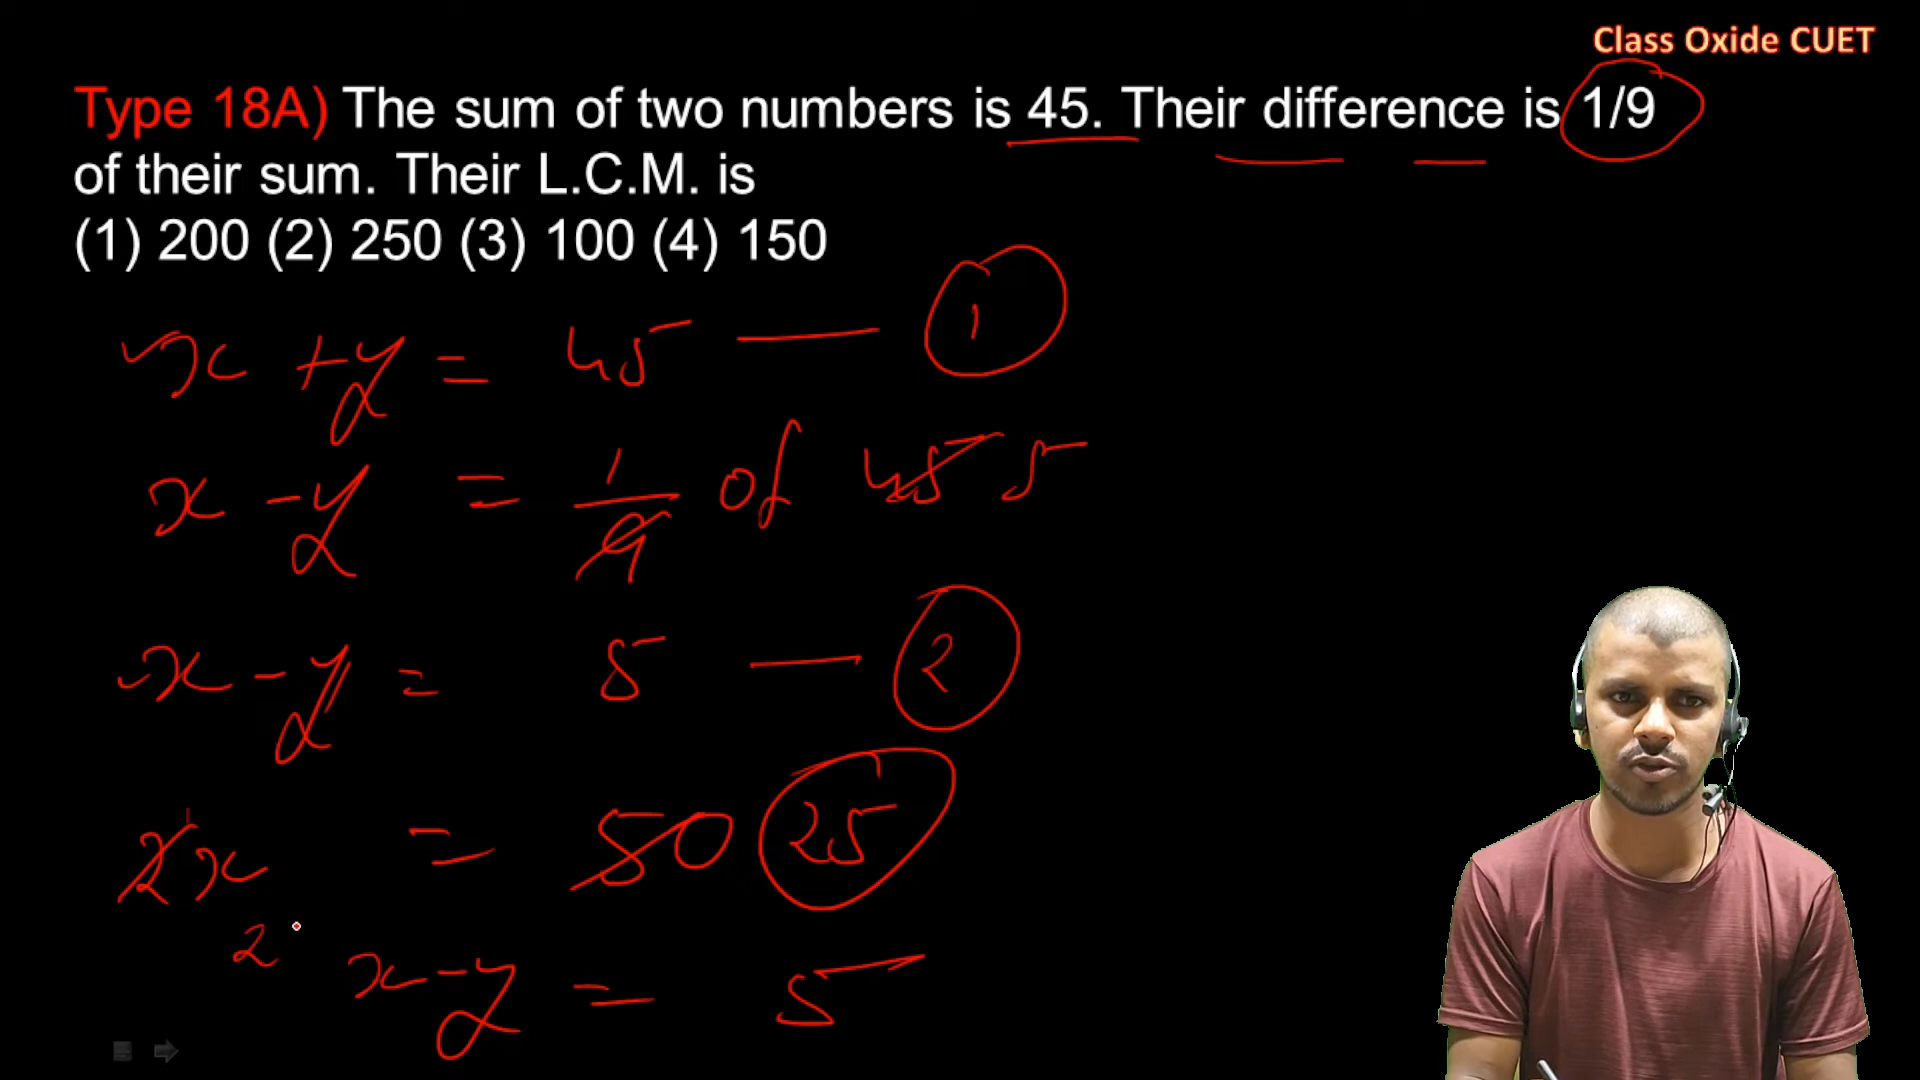 Class Oxide CUET
Type 18A) The sum of two numbers is 45. Their difference is 1/9
of their sum. Their L.C.M. is
(1) 200 (2) 250 (3) 100 (4) 150
x + y = 45 — 1
x - y = 1/9 of 45 5
x - y = 5 — 2
1
2x = 50 25
2
x - y = 5